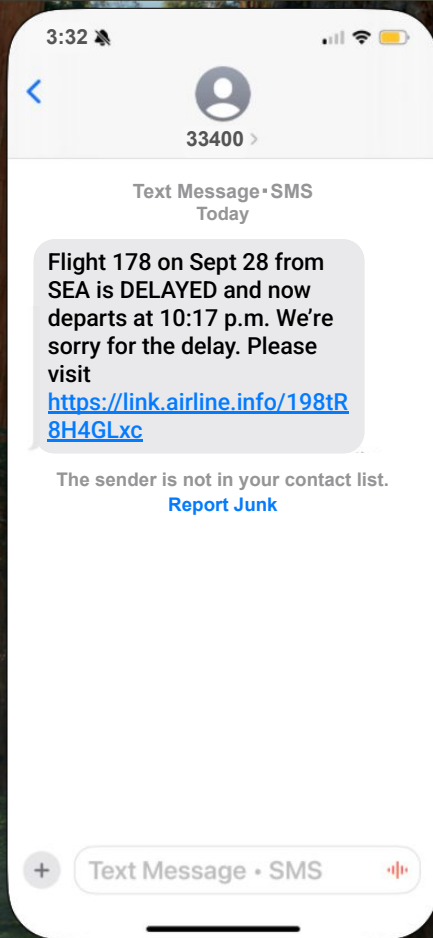 3:32
33400
Text Message▪SMS
Today
Flight 178 on Sept 28 from
SEA is DELAYED and now
departs at 10:17 p.m. We’re
sorry for the delay. Please
visit
https://link.airline.info/198tR
8H4GLxc
The sender is not in your contact list.
Report Junk
Text Message • SMS